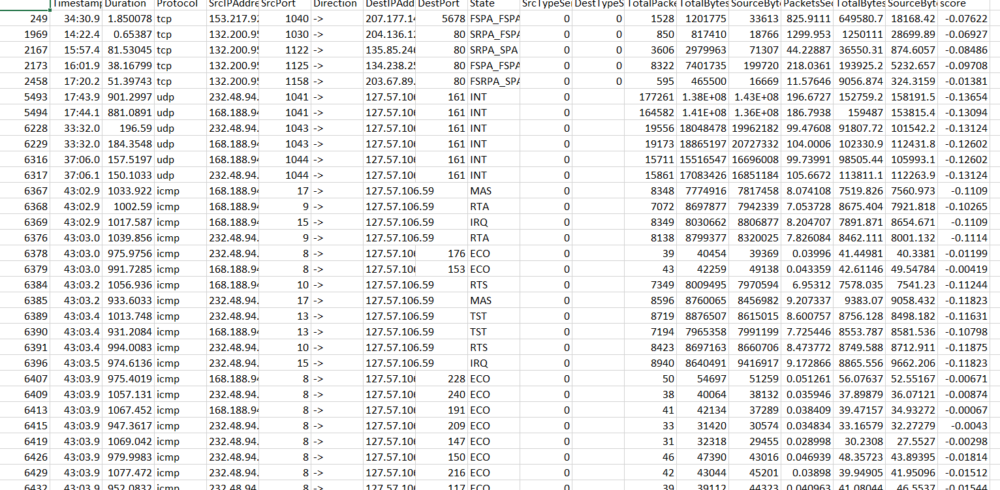 Timestamp Duration Protocol SrcIPAddre SrcPort Direction DestIPAdd DestPort State SrcTypeSer DestTypeS TotalPacke TotalBytes SourceByte PacketsSec TotalBytes SourceByte score
249 34:30.9 1.850078 tcp 153.217.92 1040 -> 207.177.14 5678 FSPA_FSPA 0 0 1528 1201775 33613 825.9111 649580.7 18168.42 -0.07622
1969 14:22.4 0.65387 tcp 132.200.95 1030 -> 204.136.12 80 SRPA_FSPA 0 0 850 817410 18766 1299.953 1250111 28699.89 -0.06927
2167 15:57.4 81.53045 tcp 132.200.95 1122 -> 135.85.246 80 SRPA_SPA 0 0 3606 2979963 71307 44.22887 36550.31 874.6057 -0.08486
2173 16:01.9 38.16799 tcp 132.200.95 1125 -> 134.238.25 80 FSPA_FSPA 0 0 8322 7401735 199720 218.0361 193925.2 5232.657 -0.09708
2458 17:20.2 51.39743 tcp 132.200.95 1158 -> 203.67.89. 80 FSRPA_SPA 0 0 595 465500 16669 11.57646 9056.874 324.3159 -0.01381
5493 17:43.9 901.2997 udp 232.48.94. 1041 -> 127.57.106 161 INT 0 177261 1.38E+08 1.43E+08 196.6727 152759.2 158191.5 -0.13654
5494 17:44.1 881.0891 udp 168.188.94 1041 -> 127.57.106 161 INT 0 164582 1.41E+08 1.36E+08 186.7938 159487 153815.4 -0.13094
6228 33:32.0 196.59 udp 232.48.94. 1043 -> 127.57.106 161 INT 0 19556 18048478 19962182 99.47608 91807.72 101542.2 -0.13124
6229 33:32.0 184.3548 udp 168.188.94 1043 -> 127.57.106 161 INT 0 19173 18865197 20727332 104.0006 102330.9 112431.8 -0.12602
6316 37:06.0 157.5197 udp 168.188.94 1044 -> 127.57.106 161 INT 0 15711 15516547 16696008 99.73991 98505.44 105993.1 -0.12602
6317 37:06.1 150.1033 udp 232.48.94. 1044 -> 127.57.106 161 INT 0 15861 17083426 16851184 105.6672 113811.1 112263.9 -0.13124
6367 43:02.9 1033.922 icmp 168.188.94 17 -> 127.57.106.59 MAS 0 8348 7774916 7817458 8.074108 7519.826 7560.973 -0.1109
6368 43:02.9 1002.59 icmp 168.188.94 9 -> 127.57.106.59 RTA 0 7072 8697877 7942339 7.053728 8675.404 7921.818 -0.10265
6369 43:02.9 1017.587 icmp 168.188.94 15 -> 127.57.106.59 IRQ 0 8349 8030662 8806877 8.204707 7891.871 8654.671 -0.1109
6376 43:03.0 1039.856 icmp 232.48.94. 9 -> 127.57.106.59 RTA 0 8138 8799377 8320025 7.826084 8462.111 8001.132 -0.1114
6378 43:03.0 975.9756 icmp 232.48.94. 8 -> 127.57.106 176 ECO 0 39 40454 39369 0.03996 41.44981 40.3381 -0.01199
6379 43:03.0 991.7285 icmp 168.188.94 8 -> 127.57.106 153 ECO 0 43 42259 49138 0.043359 42.61146 49.54784 -0.00419
6384 43:03.2 1056.936 icmp 168.188.94 10 -> 127.57.106.59 RTS 0 7349 8009495 7970594 6.95312 7578.035 7541.23 -0.11244
6385 43:03.2 933.6033 icmp 232.48.94. 17 -> 127.57.106.59 MAS 0 8596 8760065 8456982 9.207337 9383.07 9058.432 -0.11823
6389 43:03.4 1013.748 icmp 232.48.94. 13 -> 127.57.106.59 TST 0 8719 8876507 8615015 8.600757 8756.128 8498.182 -0.11631
6390 43:03.4 931.2084 icmp 168.188.94 13 -> 127.57.106.59 TST 0 7194 7965358 7991199 7.725446 8553.787 8581.536 -0.10798
6391 43:03.4 994.0083 icmp 232.48.94. 10 -> 127.57.106.59 RTS 0 8423 8697163 8660706 8.473772 8749.588 8712.911 -0.11875
6396 43:03.5 974.6136 icmp 232.48.94. 15 -> 127.57.106.59 IRQ 0 8940 8640491 9416917 9.172866 8865.556 9662.206 -0.11823
6407 43:03.9 975.4019 icmp 168.188.94 8 -> 127.57.106 228 ECO 0 50 54697 51259 0.051261 56.07637 52.55167 -0.00671
6409 43:03.9 1057.131 icmp 232.48.94. 8 -> 127.57.106 240 ECO 0 38 40064 38132 0.035946 37.89879 36.07121 -0.00874
6413 43:03.9 1067.452 icmp 168.188.94 8 -> 127.57.106 191 ECO 0 41 42134 37289 0.038409 39.47157 34.93272 -0.00067
6415 43:03.9 947.3617 icmp 232.48.94. 8 -> 127.57.106 209 ECO 0 33 31420 30574 0.034834 33.16579 32.27279 -0.0043
6419 43:03.9 1069.042 icmp 232.48.94. 8 -> 127.57.106 147 ECO 0 31 32318 29455 0.028998 30.2308 27.5527 -0.00298
6426 43:03.9 979.9983 icmp 232.48.94. 8 -> 127.57.106 150 ECO 0 46 47390 43016 0.046939 48.35723 43.89395 -0.01814
6429 43:03.9 1077.472 icmp 232.48.94. 8 -> 127.57.106 216 ECO 0 42 43044 45201 0.03898 39.94905 41.95096 -0.01512
6432 43:03.9 952.0832 icmp 232.48.94 8 -> 127.57.106 117 ECO 0 39 39112 44323 0.040963 41.08044 46.5537 -0.01544